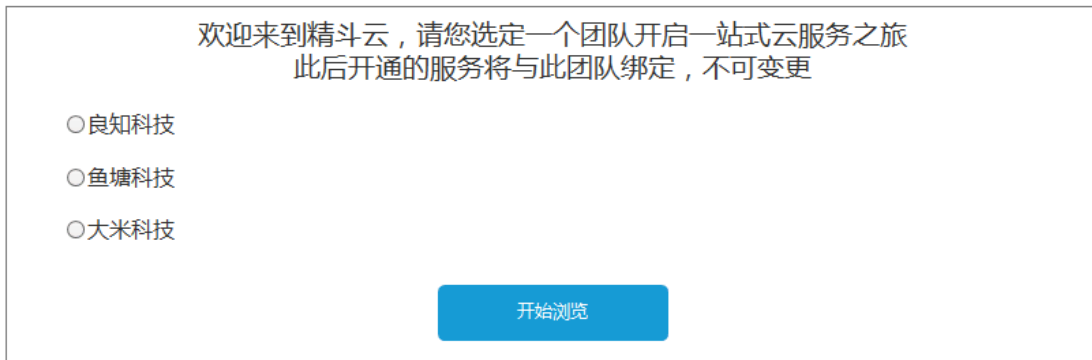 欢迎来到精斗云，请您选定一个团队开启一站式云服务之旅
此后开通的服务将与此团队绑定，不可变更
良知科技
鱼塘科技
大米科技
开始浏览